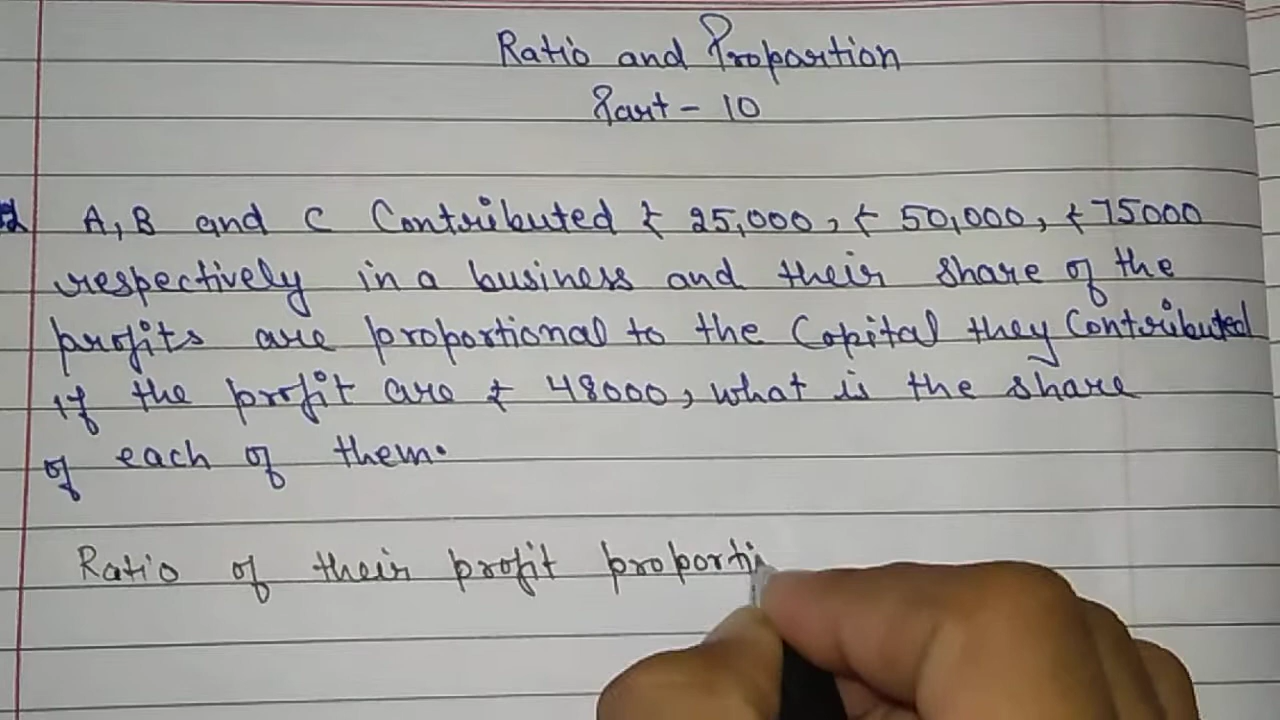 Ratio and Proportion
Part - 10
A, B and C Contributed ₹ 25,000, ₹ 50,000, ₹ 75000
respectively in a business and their share of the
profits are proportional to the Capital they Contributed
if the profit are ₹ 48000, what is the share
of each of them.
Ratio of their profit proporti